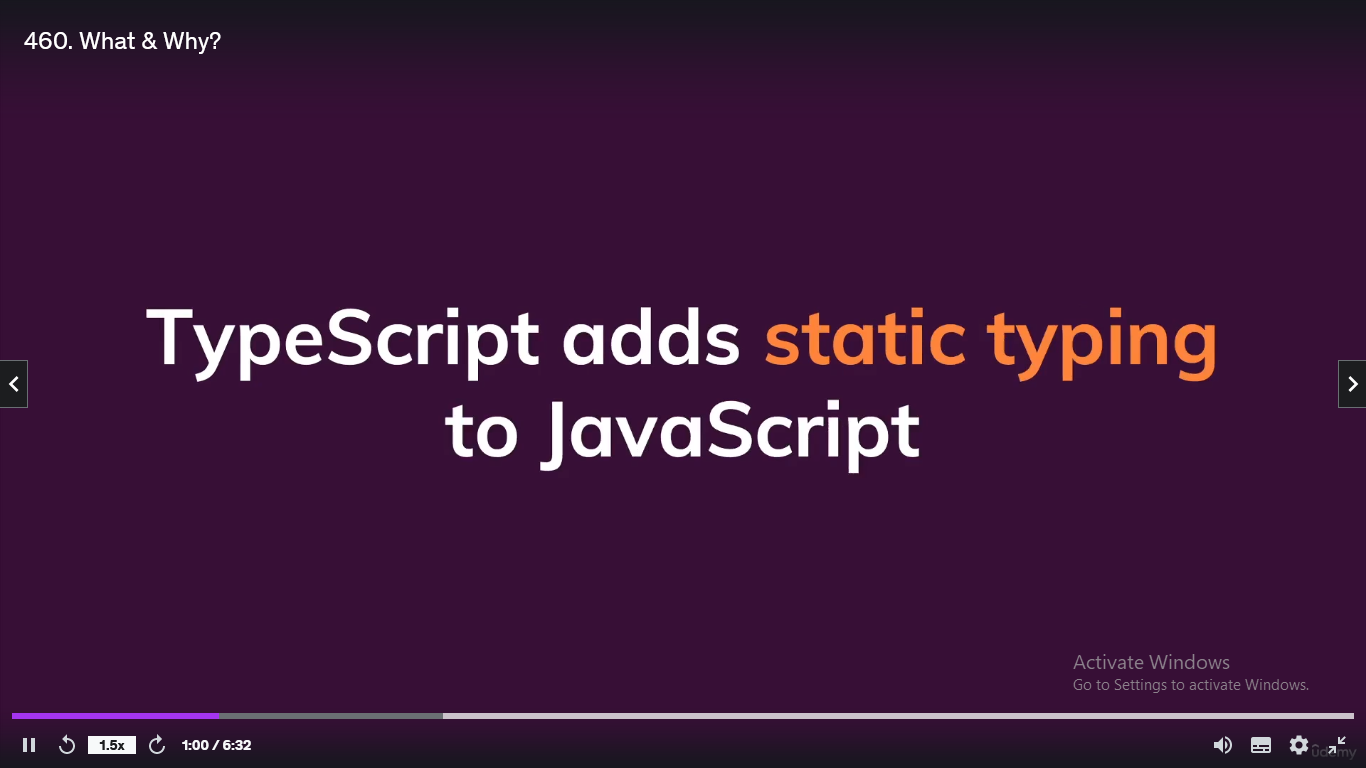 460. What & Why?
TypeScript adds static typing
to JavaScript
Activate Windows
Go to Settings to activate Windows.
1.5x
1:00 / 6:32
ûdemy